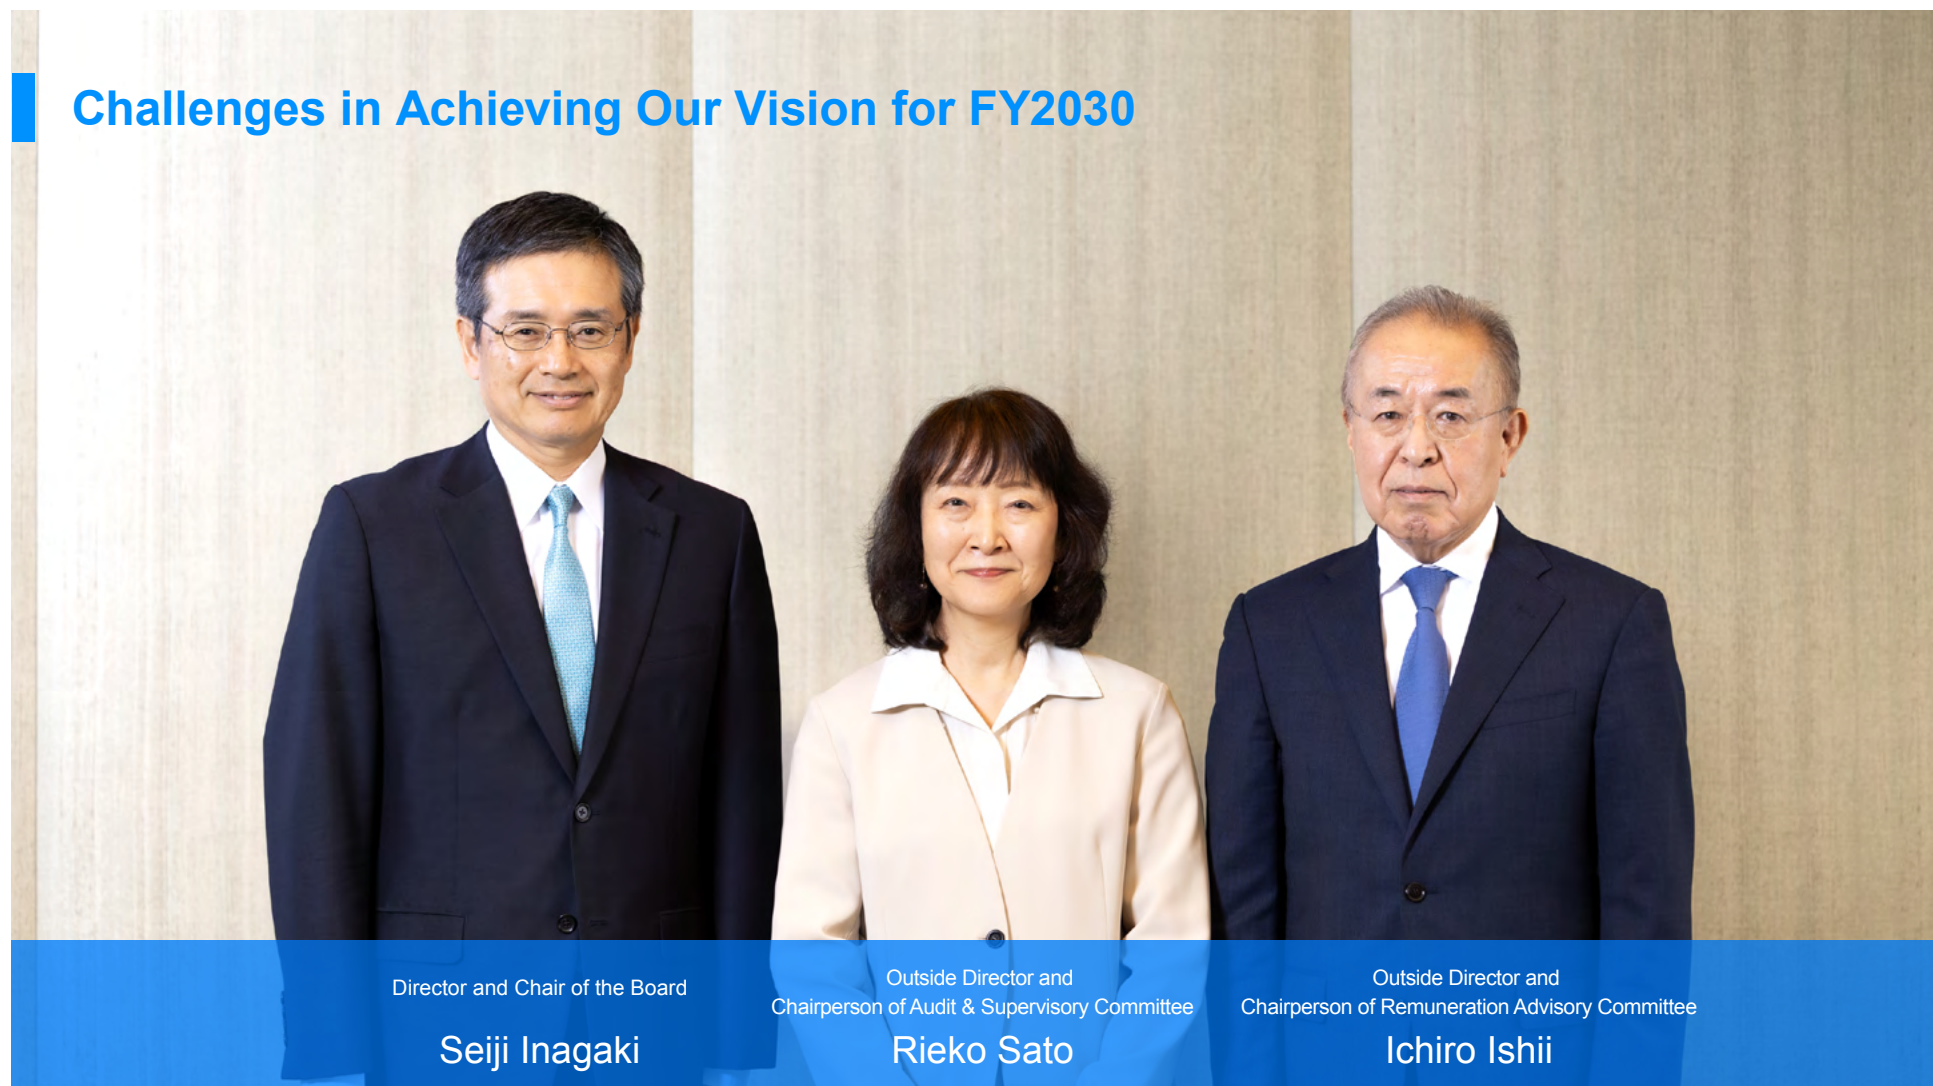 Challenges in Achieving Our Vision for FY2030
Director and Chair of the Board
Seiji Inagaki
Outside Director and
Chairperson of Audit & Supervisory Committee
Rieko Sato
Outside Director and
Chairperson of Remuneration Advisory Committee
Ichiro Ishii